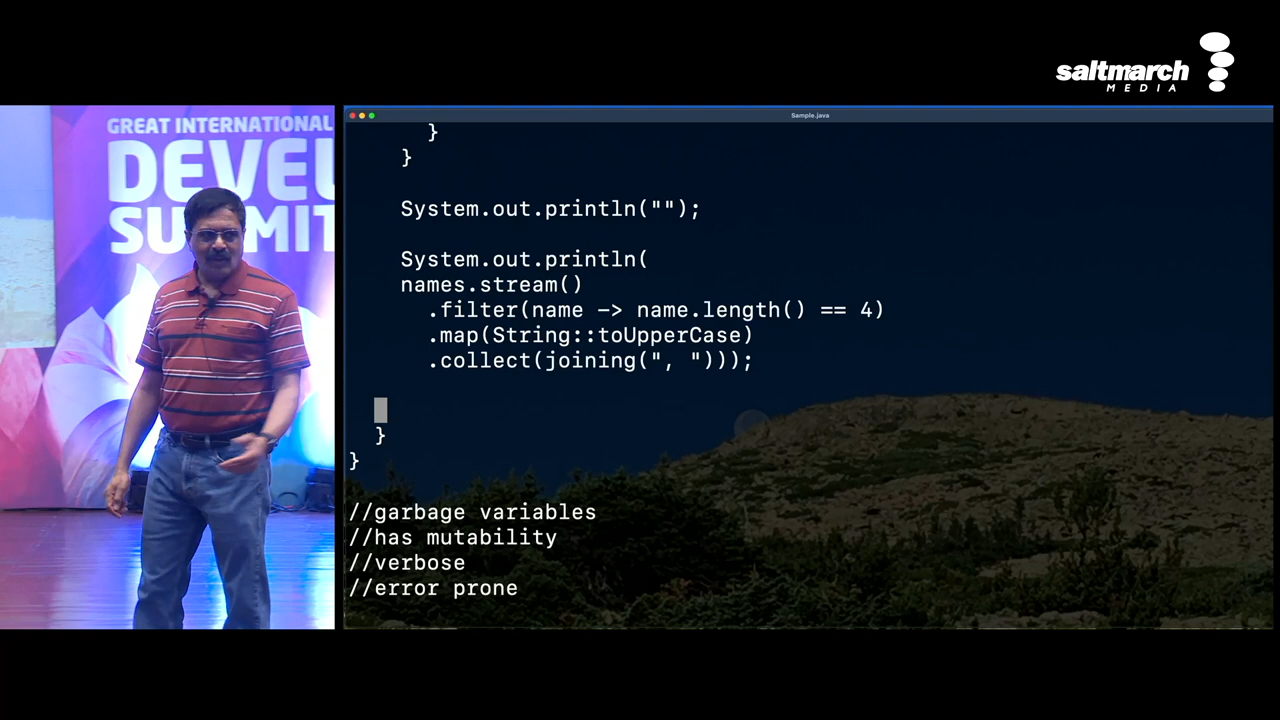 saltmarch
MEDIA
GREAT INTERNATIONAL
DEVEL
SUMMIT
Sample.java
}
}
System.out.println("");
System.out.println(
names.stream()
.filter(name -> name.length() == 4)
.map(String::toUpperCase)
.collect(joining(", ")));
}
}
//garbage variables
//has mutability
//verbose
//error prone